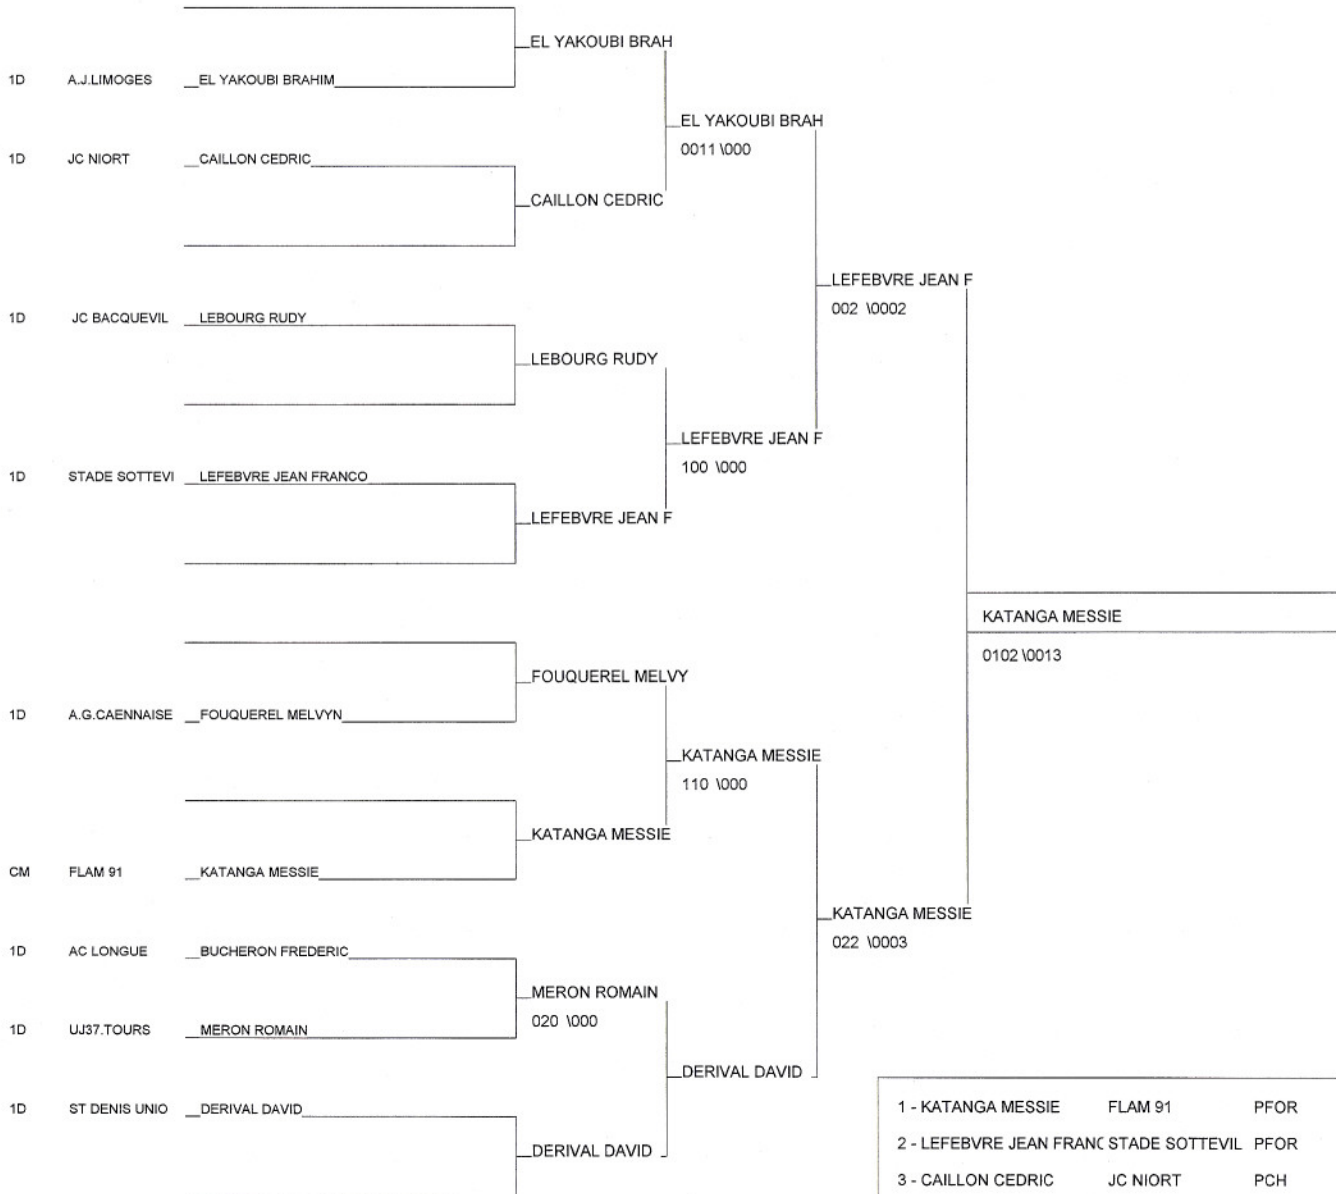 EL YAKOUBI BRAH
1D A.J.LIMOGES EL YAKOUBI BRAHIM
EL YAKOUBI BRAH
0011 \000
1D JC NIORT CAILLON CEDRIC
CAILLON CEDRIC
LEFEBVRE JEAN F
002 \0002
1D JC BACQUEVIL LEBOURG RUDY
LEBOURG RUDY
LEFEBVRE JEAN F
100 \000
1D STADE SOTTEVI LEFEBVRE JEAN FRANCO
LEFEBVRE JEAN F
KATANGA MESSIE
0102 \0013
FOUQUEREL MELVY
1D A.G.CAENNAISE FOUQUEREL MELVYN
KATANGA MESSIE
110 \000
KATANGA MESSIE
CM FLAM 91 KATANGA MESSIE
KATANGA MESSIE
022 \0003
1D AC LONGUE BUCHERON FREDERIC
MERON ROMAIN
020 \000
1D UJ37.TOURS MERON ROMAIN
DERIVAL DAVID
1D ST DENIS UNIO DERIVAL DAVID
DERIVAL DAVID
1 - KATANGA MESSIE FLAM 91 PFOR
2 - LEFEBVRE JEAN FRANC STADE SOTTEVIL PFOR
3 - CAILLON CEDRIC JC NIORT PCH